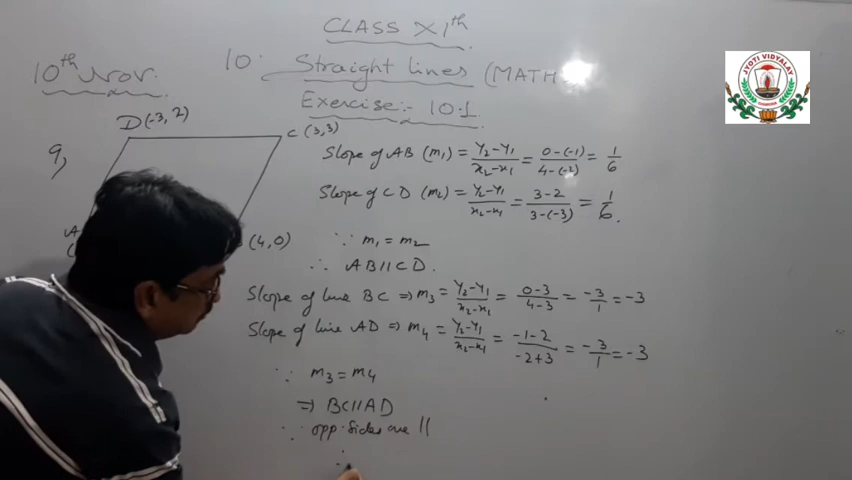 CLASS XIth
10th Nov.
10. Straight lines (MATH
Exercise:- 10.1
9,
D(-3, 2)
C (3,3)
A
(4,0)
Slope of AB (m₁) = y₂-y₁/x₂-x₁ = 0-(-1)/4-(-2) = 1/6
Slope of CD (m₂) = y₂-y₁/x₂-x₁ = 3-2/3-(-3) = 1/6.
∵ m₁ = m₂
∴ AB//CD.
Slope of line BC ⇒ m₃ = y₂-y₁/x₂-x₁ = 0-3/4-3 = -3/1 = -3
Slope of line AD ⇒ m₄ = y₂-y₁/x₂-x₁ = -1-2/-2+3 = -3/1 = -3
∵ m₃ = m₄
⇒ BC//AD
∵ opp. Sides are ||
JYOTI VIDYALAY